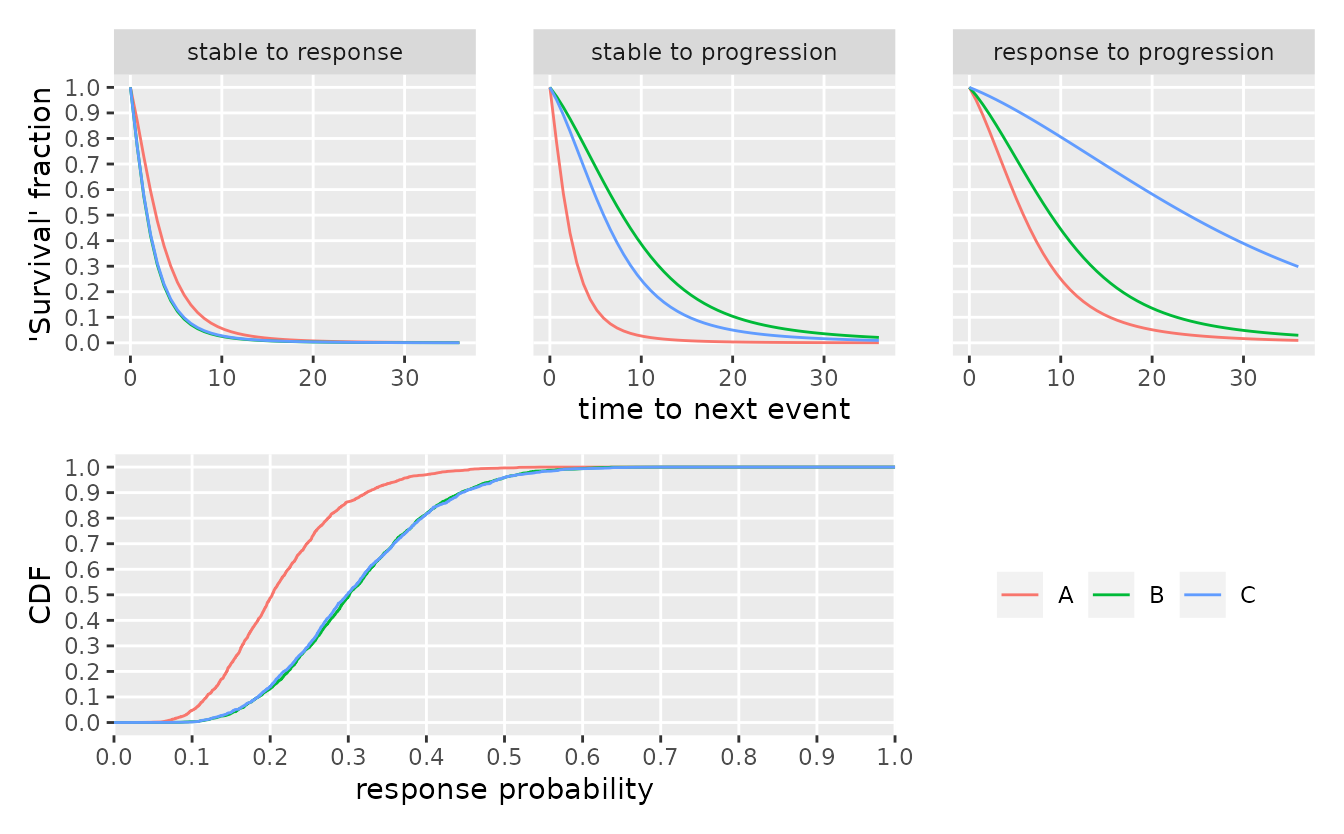 stable to response
stable to progression
response to progression
'Survival' fraction
1.0
0.9
0.8
0.7
0.6
0.5
0.4
0.3
0.2
0.1
0.0
0 10 20 30
0 10 20 30
0 10 20 30
time to next event
CDF
1.0
0.9
0.8
0.7
0.6
0.5
0.4
0.3
0.2
0.1
0.0
0.0 0.1 0.2 0.3 0.4 0.5 0.6 0.7 0.8 0.9 1.0
response probability
A B C